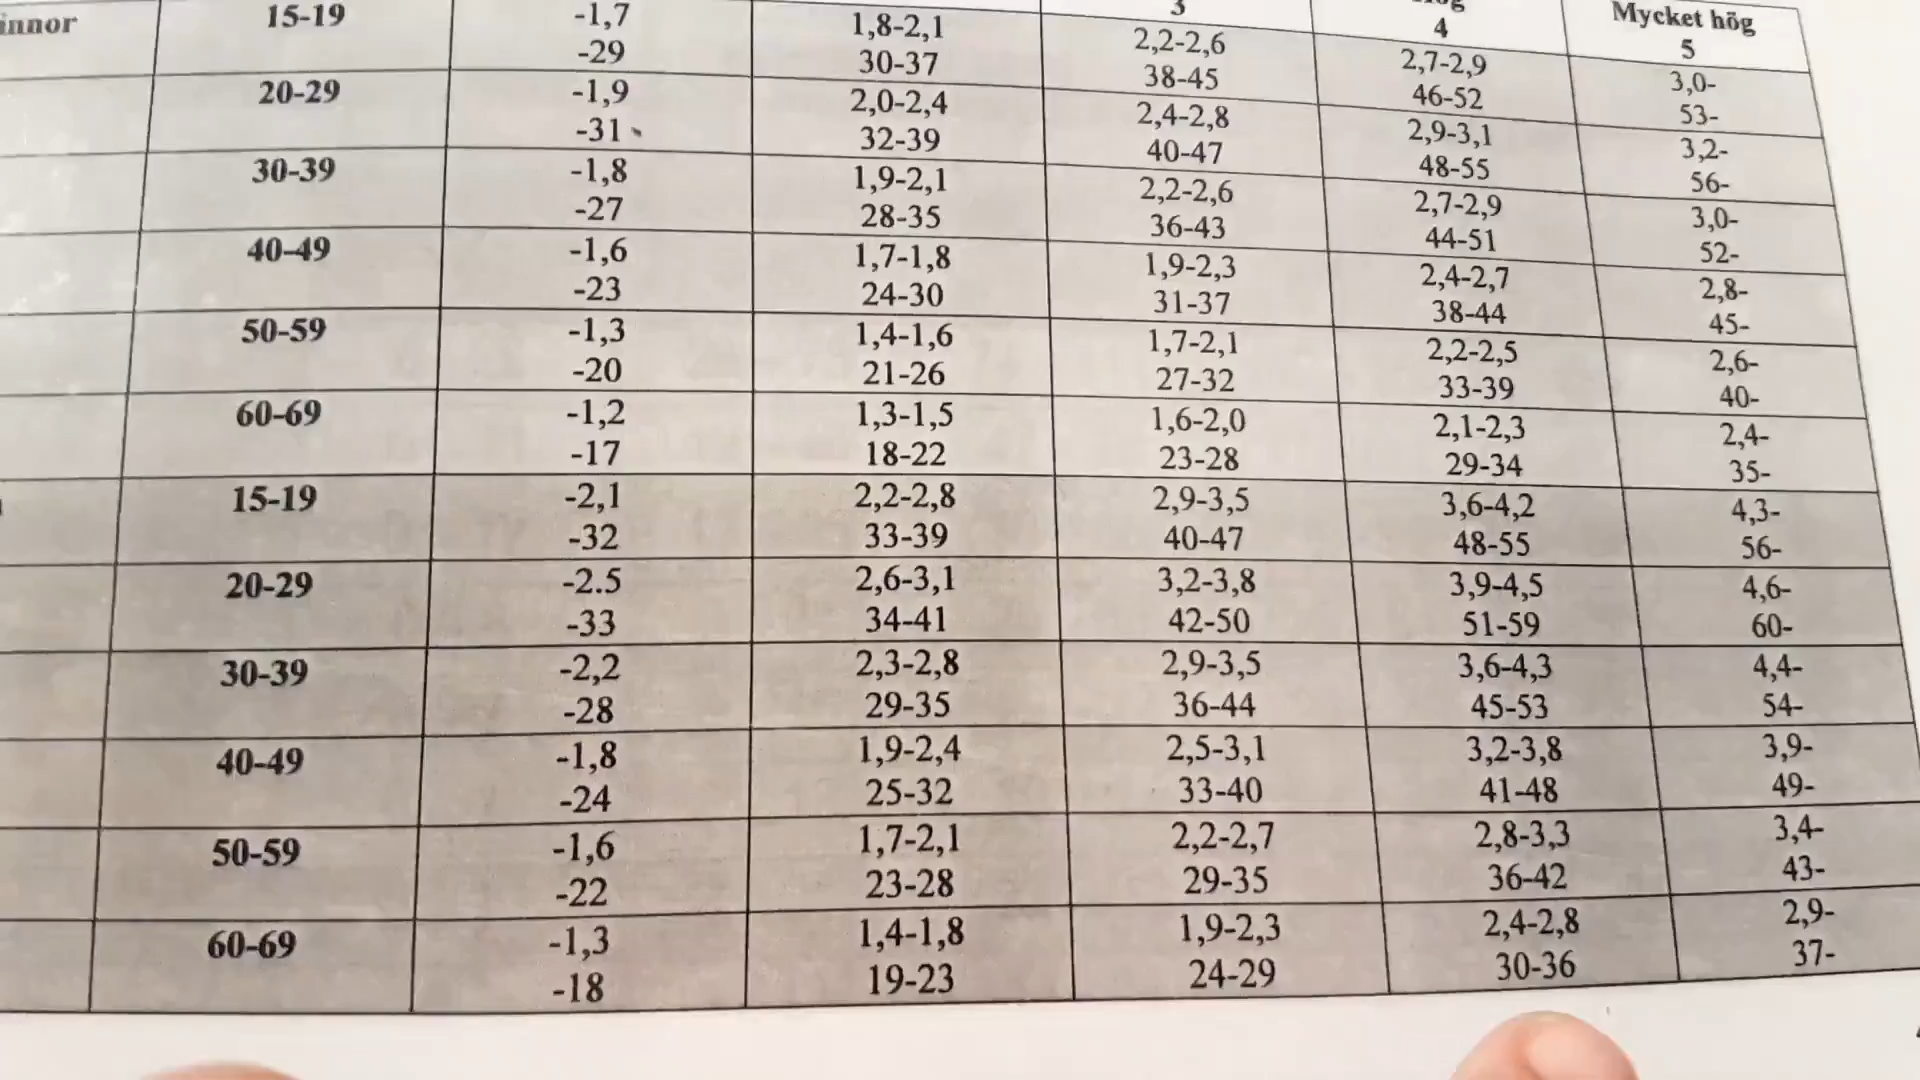 3 Mycket hög
4 5
15-19 -1,7 1,8-2,1 2,2-2,6 2,7-2,9 3,0-
-29 30-37 38-45 46-52 53-
20-29 -1,9 2,0-2,4 2,4-2,8 2,9-3,1 3,2-
-31 32-39 40-47 48-55 56-
30-39 -1,8 1,9-2,1 2,2-2,6 2,7-2,9 3,0-
-27 28-35 36-43 44-51 52-
40-49 -1,6 1,7-1,8 1,9-2,3 2,4-2,7 2,8-
-23 24-30 31-37 38-44 45-
50-59 -1,3 1,4-1,6 1,7-2,1 2,2-2,5 2,6-
-20 21-26 27-32 33-39 40-
60-69 -1,2 1,3-1,5 1,6-2,0 2,1-2,3 2,4-
-17 18-22 23-28 29-34 35-
15-19 -2,1 2,2-2,8 2,9-3,5 3,6-4,2 4,3-
-32 33-39 40-47 48-55 56-
20-29 -2.5 2,6-3,1 3,2-3,8 3,9-4,5 4,6-
-33 34-41 42-50 51-59 60-
30-39 -2,2 2,3-2,8 2,9-3,5 3,6-4,3 4,4-
-28 29-35 36-44 45-53 54-
40-49 -1,8 1,9-2,4 2,5-3,1 3,2-3,8 3,9-
-24 25-32 33-40 41-48 49-
50-59 -1,6 1,7-2,1 2,2-2,7 2,8-3,3 3,4-
-22 23-28 29-35 36-42 43-
60-69 -1,3 1,4-1,8 1,9-2,3 2,4-2,8 2,9-
-18 19-23 24-29 30-36 37-